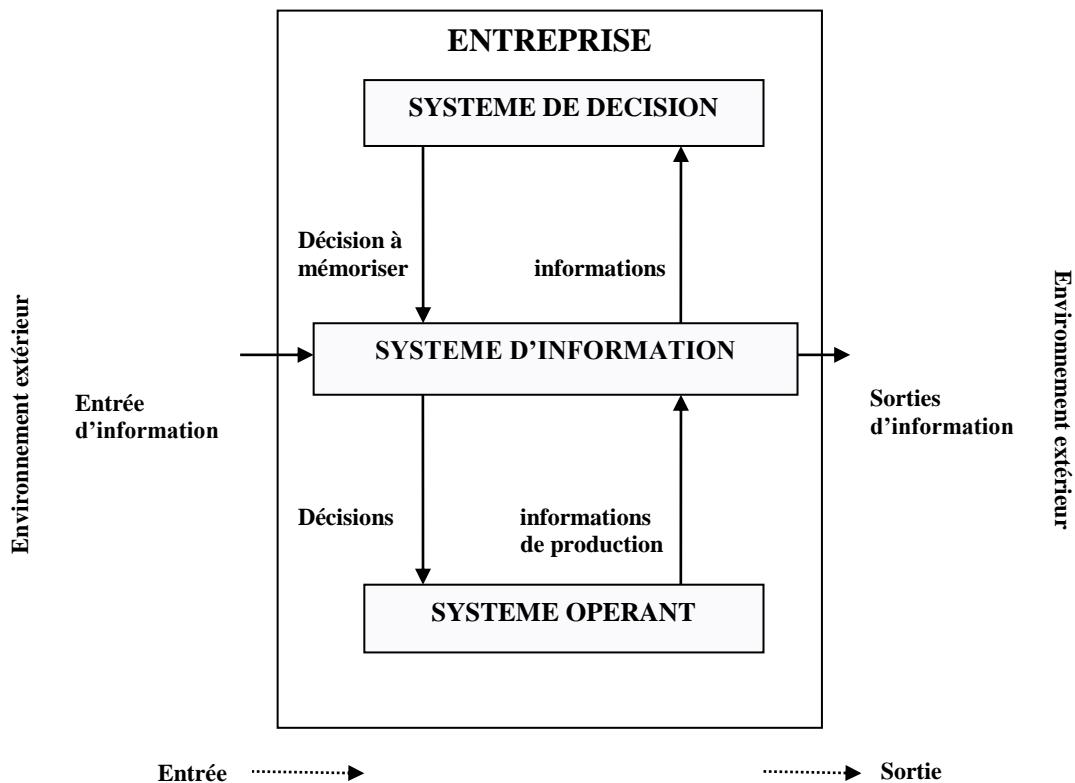 ENTREPRISE
SYSTEME DE DECISION
Décision à
mémoriser
informations
Environnement extérieur
SYSTEME D’INFORMATION
Environnement extérieur
Entrée
d’information
Sorties
d’information
Décisions
informations
de production
SYSTEME OPERANT
Entrée
Sortie